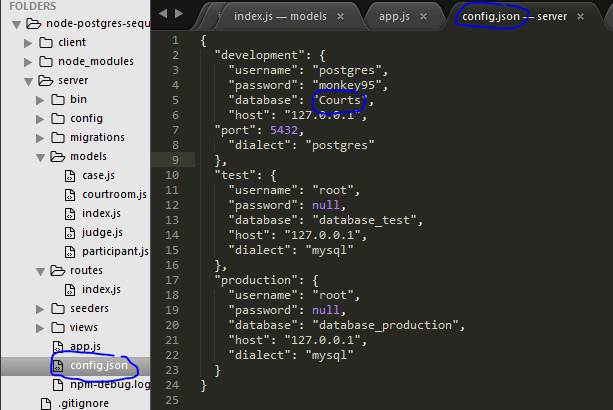 FOLDERS
node-postgres-sequ
client
node_modules
server
bin
config
migrations
models
case.js
courtroom.js
index.js
judge.js
participant.js
routes
index.js
seeders
views
app.js
config.json
npm-debug.log
.gitignore
index.js — models ×
app.js ×
config.json — server ×
1 {
2 "development": {
3 "username": "postgres",
4 "password": "monkey95",
5 "database": "Courts",
6 "host": "127.0.0.1",
7 "port": 5432,
8 "dialect": "postgres"
9 },
10 "test": {
11 "username": "root",
12 "password": null,
13 "database": "database_test",
14 "host": "127.0.0.1",
15 "dialect": "mysql"
16 },
17 "production": {
18 "username": "root",
19 "password": null,
20 "database": "database_production",
21 "host": "127.0.0.1",
22 "dialect": "mysql"
23 }
24 }
25